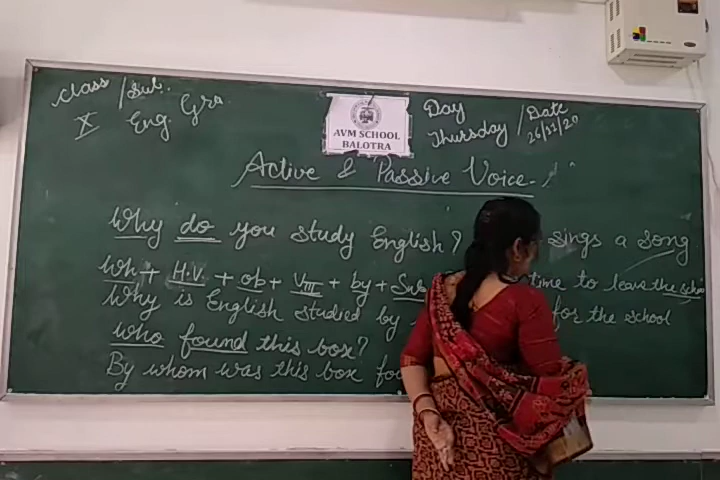 Class / Sub.
X Eng. Gra.
AVM SCHOOL
BALOTRA
Day / Date
Thursday 26/11/20
Active & Passive Voice
Why do you study English?
Wh + H.V. + ob + VIII + by + Sub
Why is English studied by
Who found this box?
By whom was this box
sings a song
time to leave the
for the school